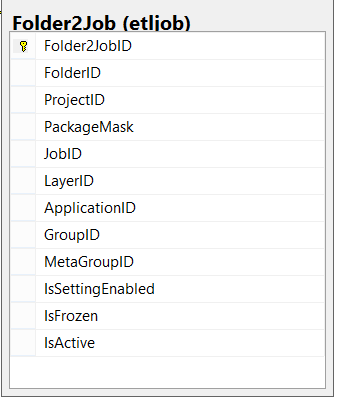 Folder2Job (etljob)
Folder2JobID
FolderID
ProjectID
PackageMask
JobID
LayerID
ApplicationID
GroupID
MetaGroupID
IsSettingEnabled
IsFrozen
IsActive